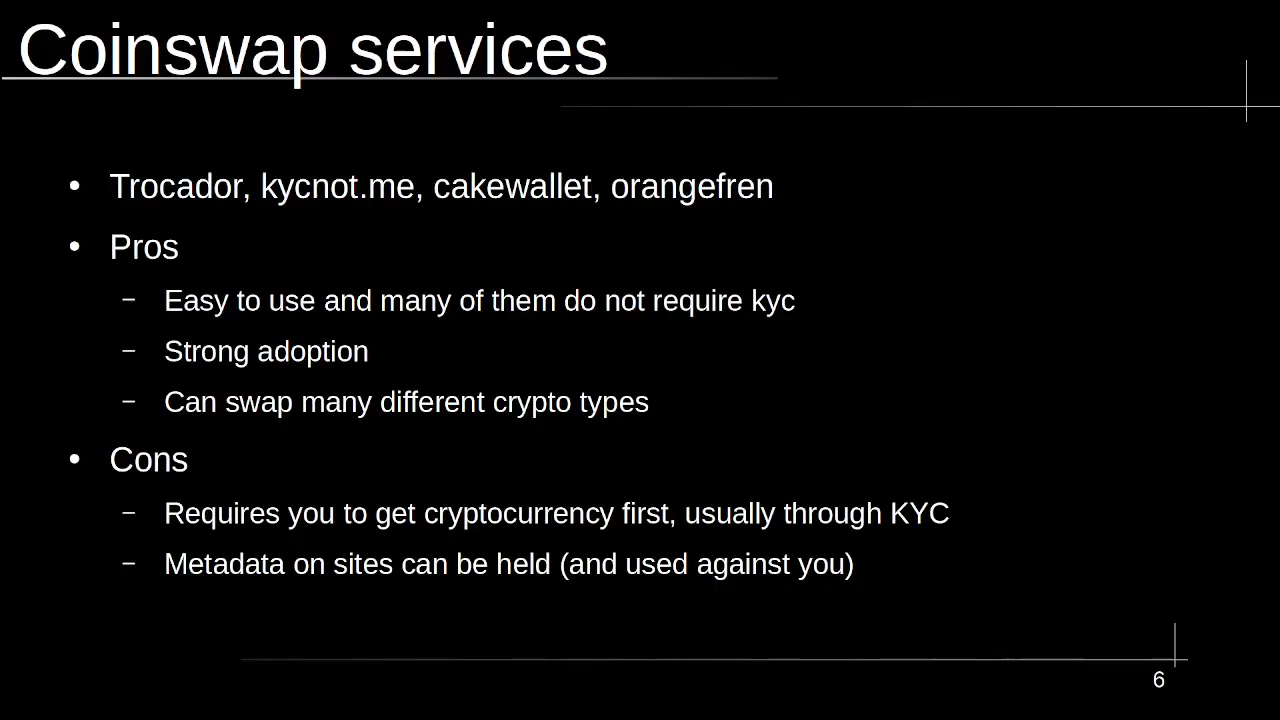 Coinswap services
• Trocador, kycnot.me, cakewallet, orangefren
• Pros
– Easy to use and many of them do not require kyc
– Strong adoption
– Can swap many different crypto types
• Cons
– Requires you to get cryptocurrency first, usually through KYC
– Metadata on sites can be held (and used against you)
6